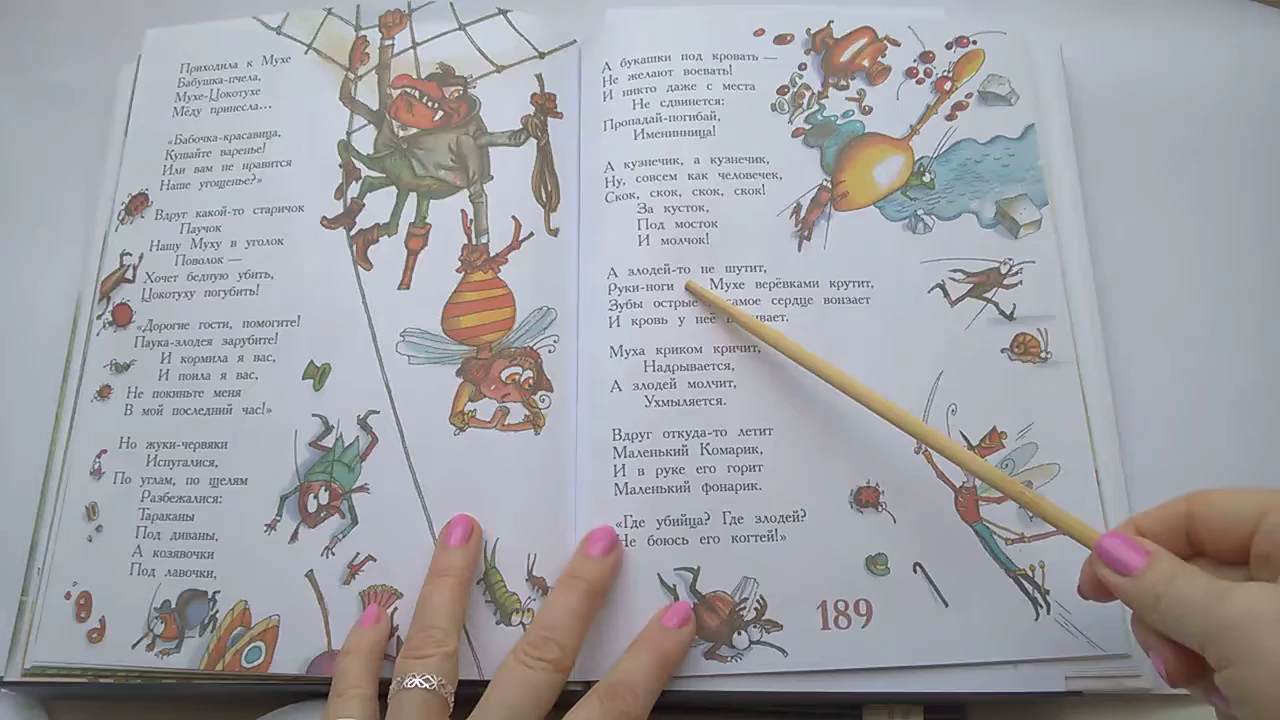 Приходила к Мухе
Бабушка-пчела,
Мухе-Цокотухе
Мёду принесла...
«Бабочка-красавица,
Кушайте варенье!
Или вам не нравится
Наше угощенье?»
Вдруг какой-то старичок
Паучок
Нашу Муху в уголок
Поволок —
Хочет бедную убить,
Цокотуху погубить!
«Дорогие гости, помогите!
Паука-злодея зарубите!
И кормила я вас,
И поила я вас,
Не покиньте меня
В мой последний час!»
Но жуки-червяки
Испугалися,
По углам, по щелям
Разбежалися:
Тараканы
Под диваны,
А козявочки
Под лавочки,
А букашки под кровать —
Не желают воевать!
И никто даже с места
Не сдвинется:
Пропадай-погибай,
Именинница!
А кузнечик, а кузнечик,
Ну, совсем как человечек,
Скок, скок, скок, скок!
За кусток,
Под мосток
И молчок!
А злодей-то не шутит,
Руки-ноги Мухе верёвками крутит,
Зубы острые самое сердце вонзает
И кровь у неё
Муха криком кричит,
Надрывается,
А злодей молчит,
Ухмыляется.
Вдруг откуда-то летит
Маленький Комарик,
И в руке его горит
Маленький фонарик.
«Где убийца? Где злодей?
Не боюсь его когтей!»
189